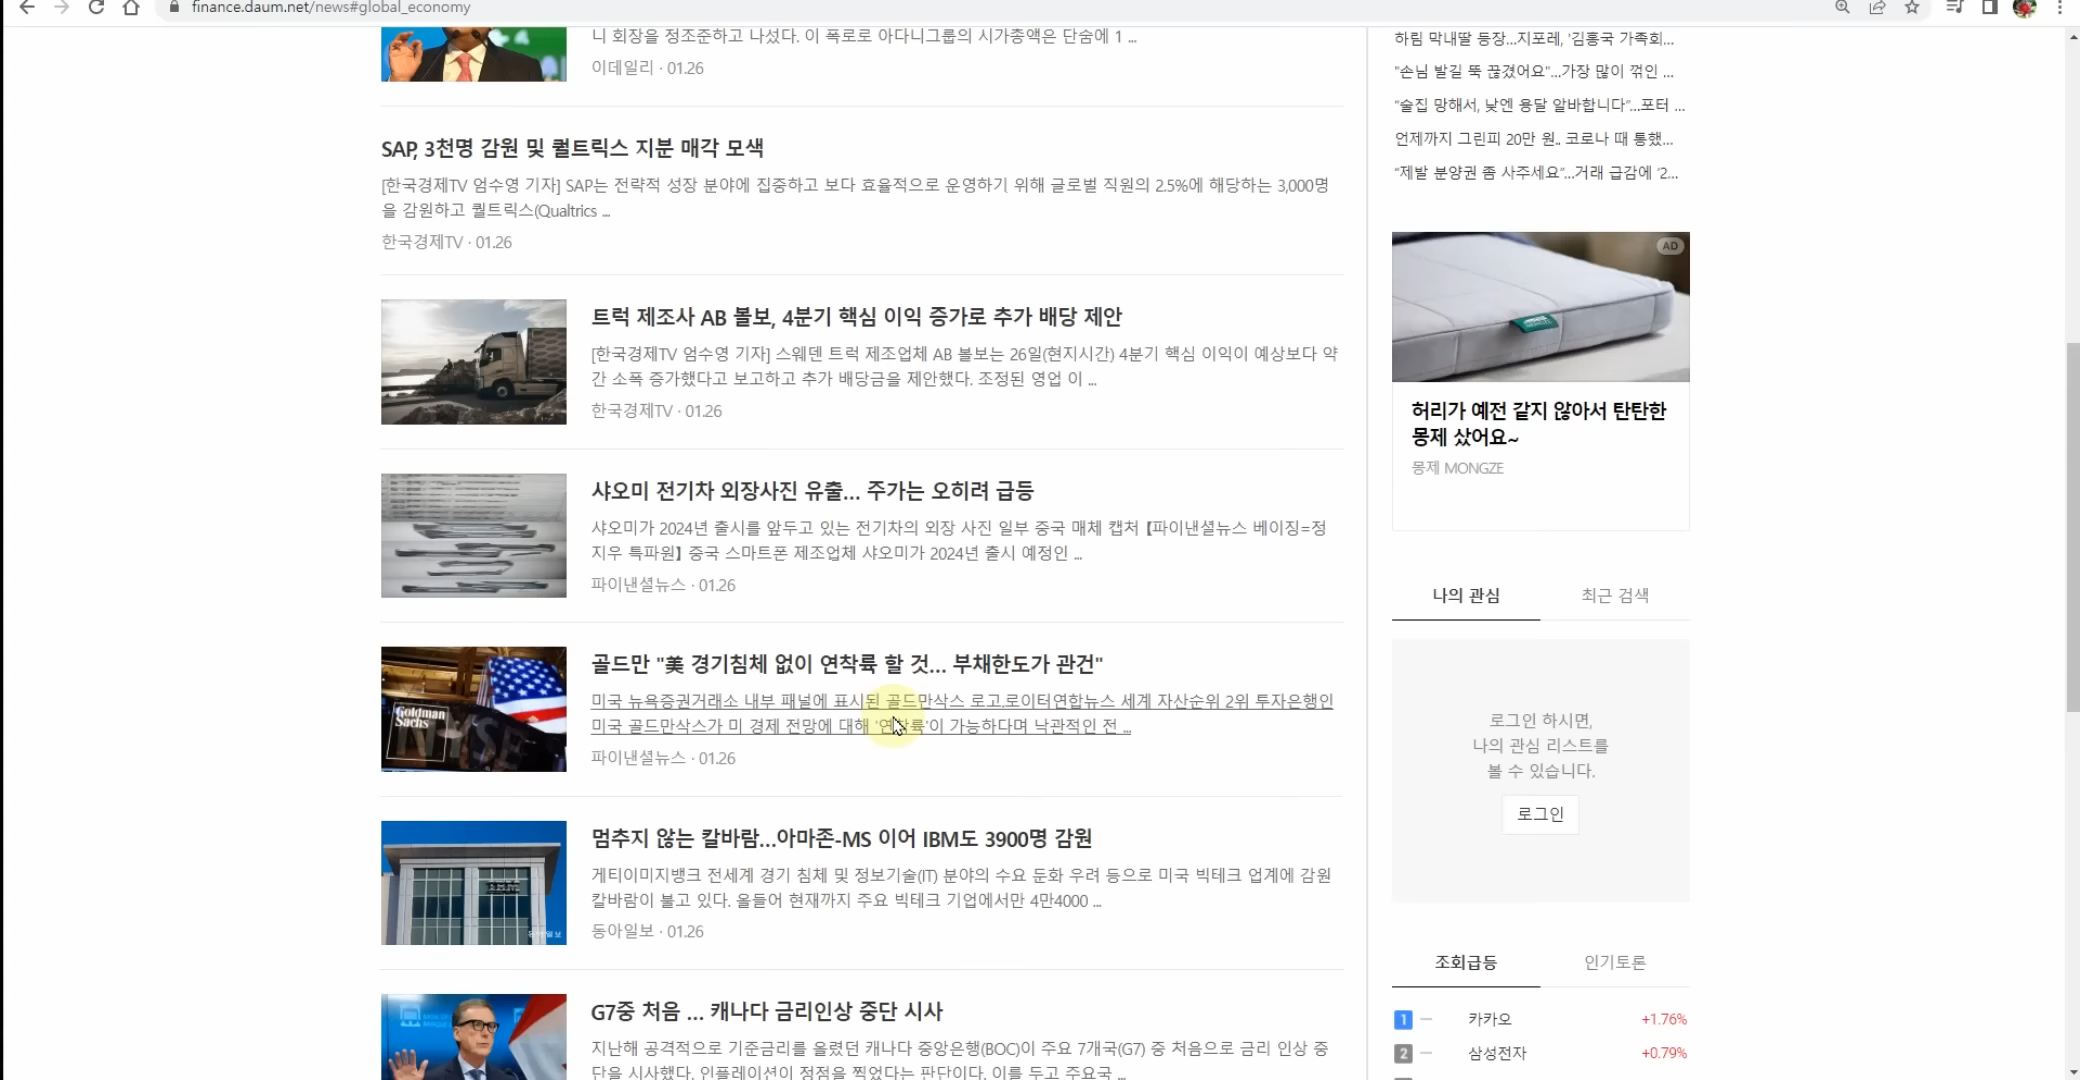 finance.daum.net/news#global_economy
니 회장을 정조준하고 나섰다. 이 폭로로 아다니그룹의 시가총액은 단숨에 1 ...
이데일리 · 01.26
SAP, 3천명 감원 및 퀄트릭스 지분 매각 모색
[한국경제TV 엄수영 기자] SAP는 전략적 성장 분야에 집중하고 보다 효율적으로 운영하기 위해 글로벌 직원의 2.5%에 해당하는 3,000명
을 감원하고 퀄트릭스(Qualtrics ...
한국경제TV · 01.26
트럭 제조사 AB 볼보, 4분기 핵심 이익 증가로 추가 배당 제안
[한국경제TV 엄수영 기자] 스웨덴 트럭 제조업체 AB 볼보는 26일(현지시간) 4분기 핵심 이익이 예상보다 약
간 소폭 증가했다고 보고하고 추가 배당금을 제안했다. 조정된 영업 이 ...
한국경제TV · 01.26
샤오미 전기차 외장사진 유출... 주가는 오히려 급등
샤오미가 2024년 출시를 앞두고 있는 전기차의 외장 사진 일부 중국 매체 캡처 【파이낸셜뉴스 베이징=정
지우 특파원】 중국 스마트폰 제조업체 샤오미가 2024년 출시 예정인 ...
파이낸셜뉴스 · 01.26
Goldman
Sachs
골드만 "美 경기침체 없이 연착륙 할 것... 부채한도가 관건"
미국 뉴욕증권거래소 내부 패널에 표시된 골드만삭스 로고.로이터연합뉴스 세계 자산순위 2위 투자은행인
미국 골드만삭스가 미 경제 전망에 대해 '연착륙'이 가능하다며 낙관적인 전 ...
파이낸셜뉴스 · 01.26
멈추지 않는 칼바람...아마존-MS 이어 IBM도 3900명 감원
게티이미지뱅크 전세계 경기 침체 및 정보기술(IT) 분야의 수요 둔화 우려 등으로 미국 빅테크 업계에 감원
칼바람이 불고 있다. 올들어 현재까지 주요 빅테크 기업에서만 4만4000 ...
동아일보 · 01.26
G7중 처음 ... 캐나다 금리인상 중단 시사
지난해 공격적으로 기준금리를 올렸던 캐나다 중앙은행(BOC)이 주요 7개국(G7) 중 처음으로 금리 인상 중
단을 시사했다. 인플레이션이 정점을 찍었다는 판단이다. 이를 두고 주요국 ...
하림 막내딸 등장...지포레, '김홍국 가족회...
"손님 발길 뚝 끊겼어요"...가장 많이 꺾인 ...
"술집 망해서, 낮엔 용달 알바합니다"...포터 ...
언제까지 그린피 20만 원.. 코로나 때 통했...
"제발 분양권 좀 사주세요"...거래 급감에 '2...
AD
허리가 예전 같지 않아서 탄탄한
몽제 샀어요~
몽제 MONGZE
나의 관심 최근 검색
로그인 하시면,
나의 관심 리스트를
볼 수 있습니다.
로그인
조회급등 인기토론
1 카카오 +1.76%
2 삼성전자 +0.79%